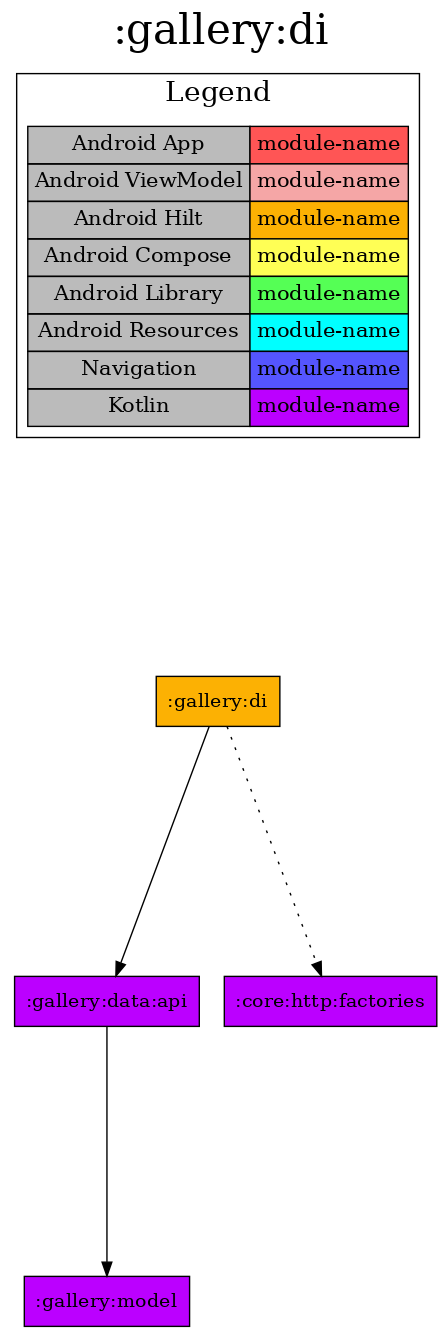 :gallery:di
Legend
Android App module-name
Android ViewModel module-name
Android Hilt module-name
Android Compose module-name
Android Library module-name
Android Resources module-name
Navigation module-name
Kotlin module-name
:gallery:di
:gallery:data:api :core:http:factories
:gallery:model